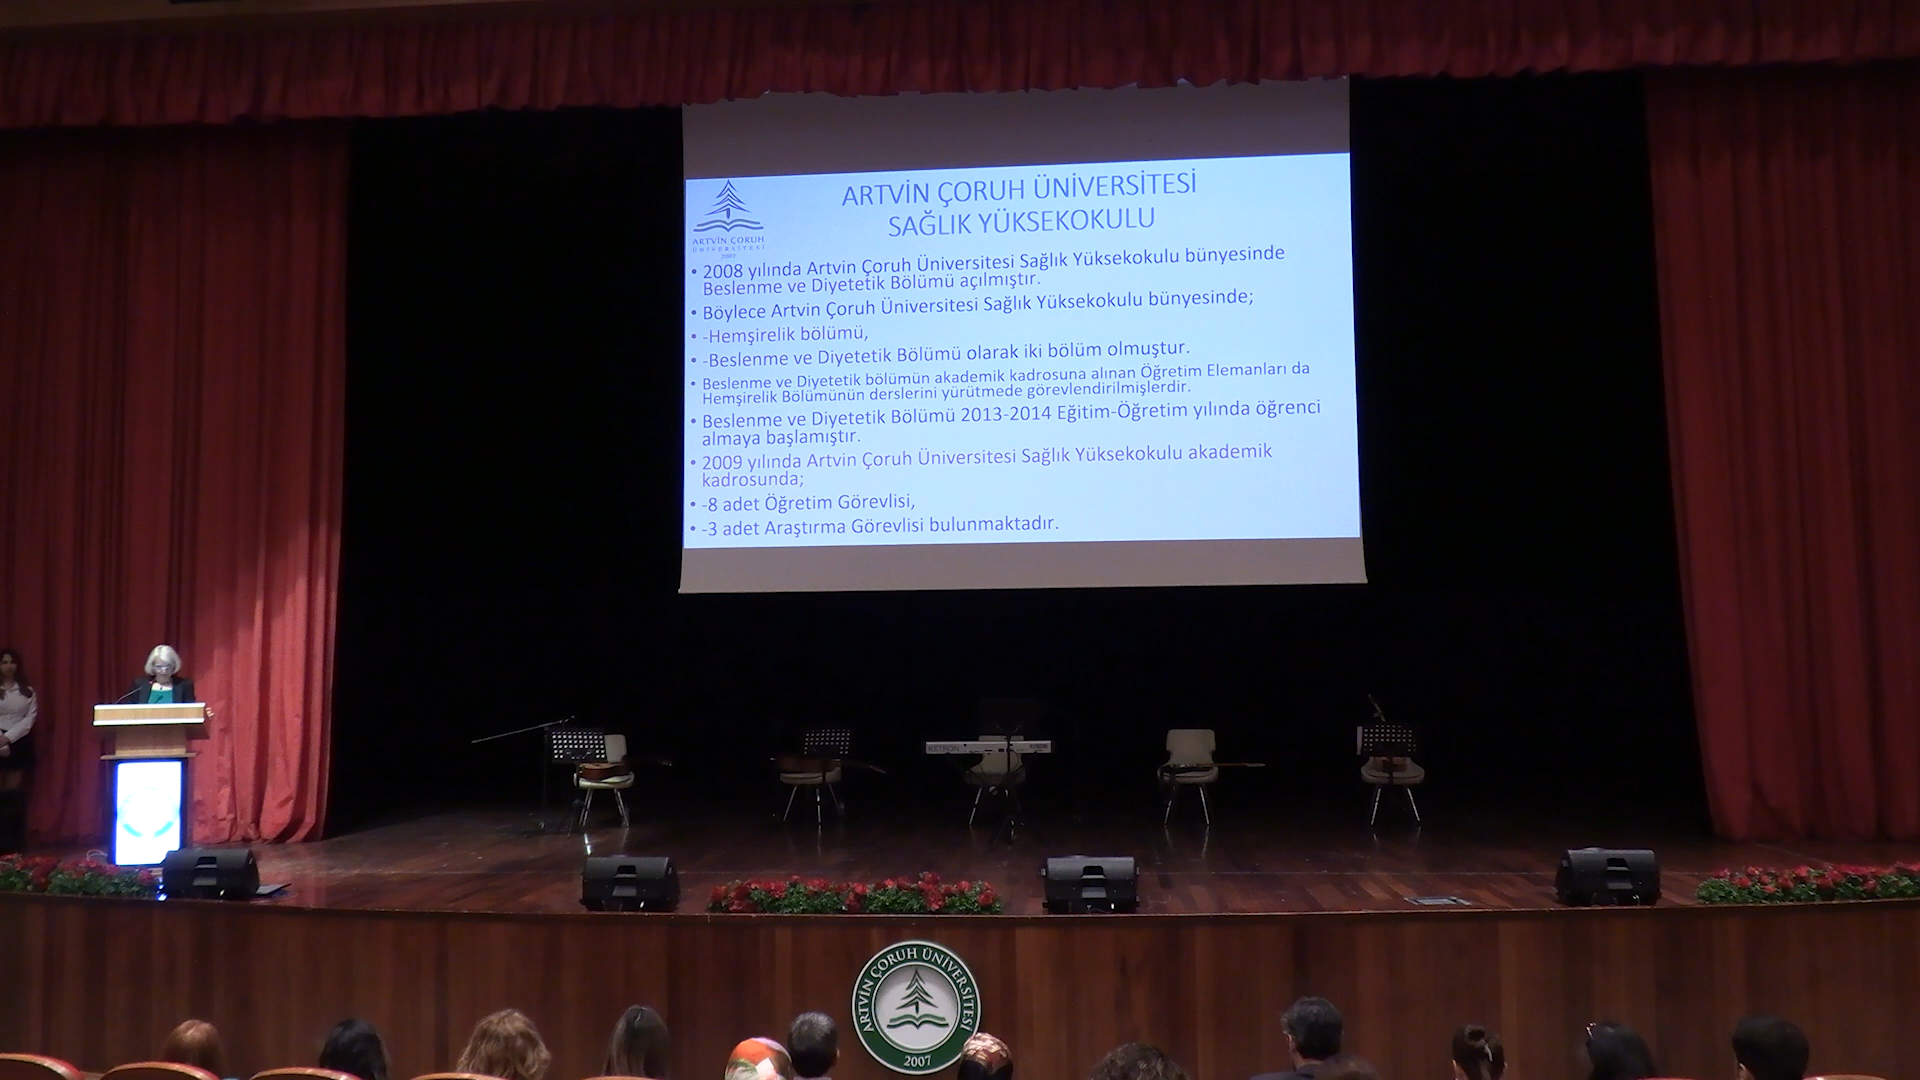 ARTVİN ÇORUH ÜNİVERSİTESİ
SAĞLIK YÜKSEKOKULU
ARTVİN ÇORUH
ÜNİVERSİTESİ
2007
• 2008 yılında Artvin Çoruh Üniversitesi Sağlık Yüksekokulu bünyesinde
Beslenme ve Diyetetik Bölümü açılmıştır.
• Böylece Artvin Çoruh Üniversitesi Sağlık Yüksekokulu bünyesinde;
• -Hemşirelik bölümü,
• -Beslenme ve Diyetetik Bölümü olarak iki bölüm olmuştur.
• Beslenme ve Diyetetik bölümün akademik kadrosuna alınan Öğretim Elemanları da
Hemşirelik Bölümünün derslerini yürütmede görevlendirilmişlerdir.
• Beslenme ve Diyetetik Bölümü 2013-2014 Eğitim-Öğretim yılında öğrenci
almaya başlamıştır.
• 2009 yılında Artvin Çoruh Üniversitesi Sağlık Yüksekokulu akademik
kadrosunda;
• -8 adet Öğretim Görevlisi,
• -3 adet Araştırma Görevlisi bulunmaktadır.
KETRON
ARTVİN ÇORUH ÜNİVERSİTESİ
2007